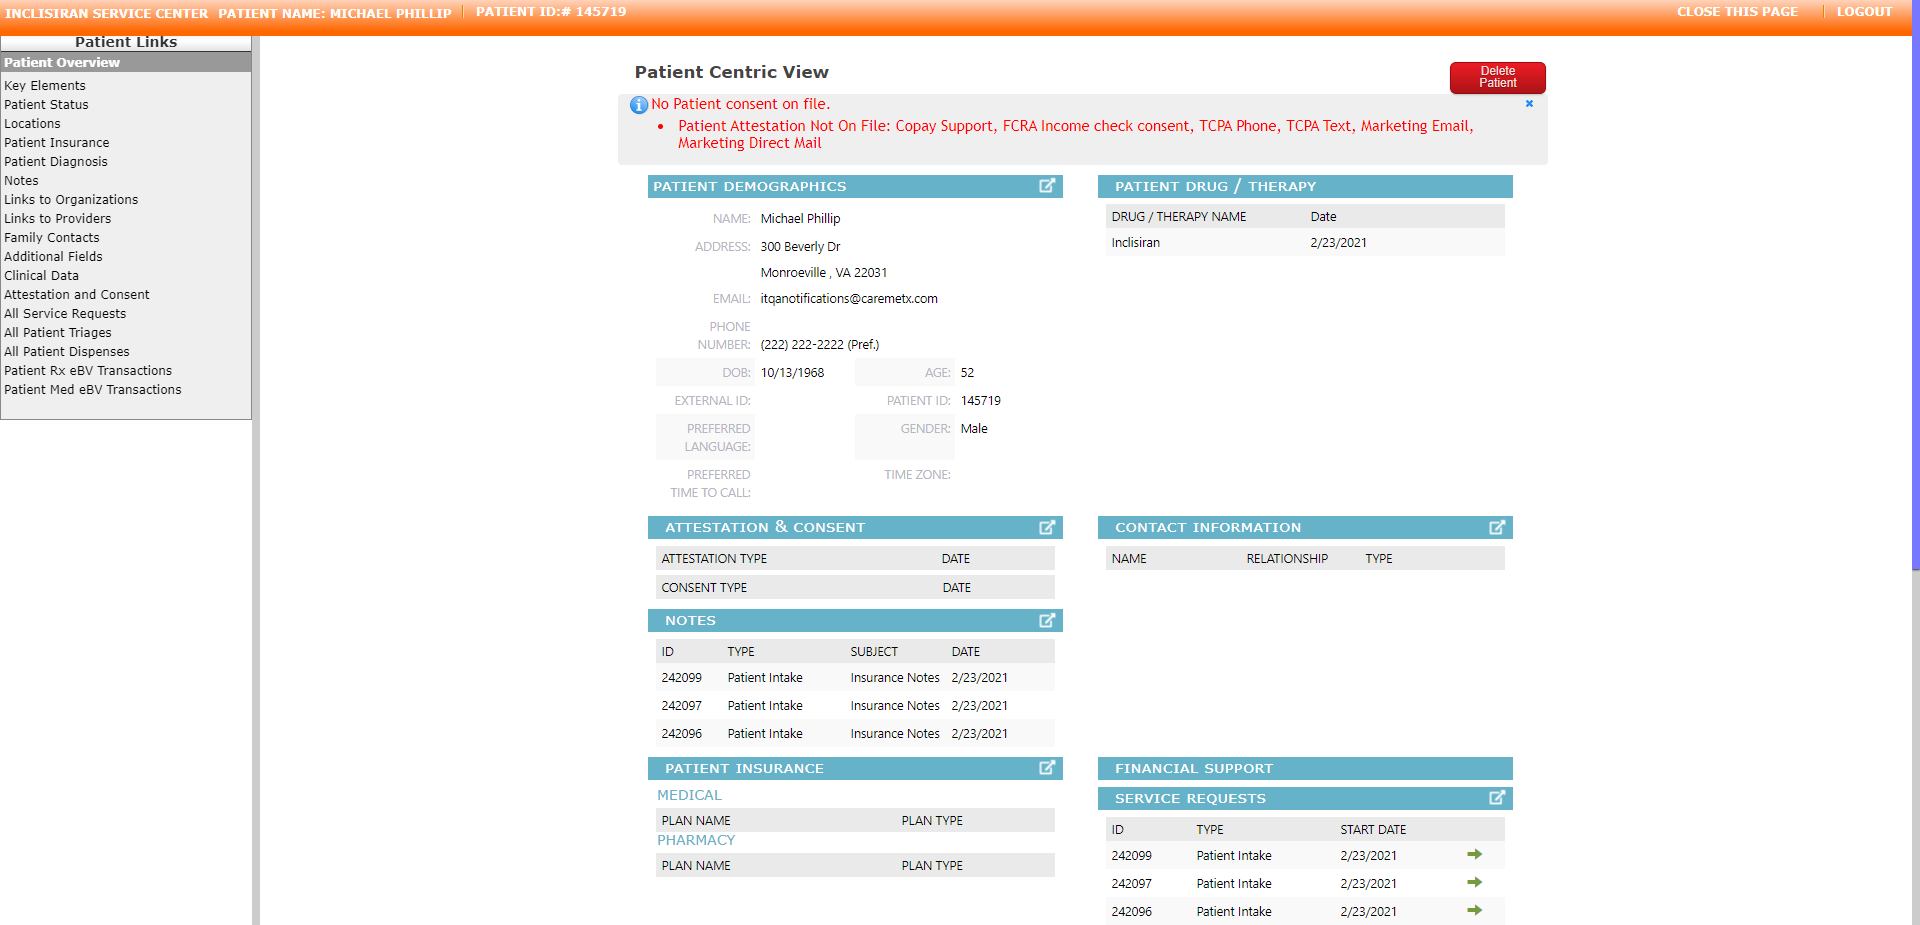 INCLISIRAN SERVICE CENTER PATIENT NAME: MICHAEL PHILLIP PATIENT ID:# 145719 CLOSE THIS PAGE LOGOUT
Patient Links
Patient Overview
Key Elements
Patient Status
Locations
Patient Insurance
Patient Diagnosis
Notes
Links to Organizations
Links to Providers
Family Contacts
Additional Fields
Clinical Data
Attestation and Consent
All Service Requests
All Patient Triages
All Patient Dispenses
Patient Rx eBV Transactions
Patient Med eBV Transactions
Patient Centric View
Delete
Patient
No Patient consent on file.
Patient Attestation Not On File: Copay Support, FCRA Income check consent, TCPA Phone, TCPA Text, Marketing Email,
Marketing Direct Mail
PATIENT DEMOGRAPHICS
NAME: Michael Phillip
ADDRESS: 300 Beverly Dr
Monroeville , VA 22031
EMAIL: itqanotifications@caremetx.com
PHONE
NUMBER: (222) 222-2222 (Pref.)
DOB: 10/13/1968 AGE: 52
EXTERNAL ID: PATIENT ID: 145719
PREFERRED
LANGUAGE: GENDER: Male
PREFERRED
TIME TO CALL: TIME ZONE:
PATIENT DRUG / THERAPY
DRUG / THERAPY NAME Date
Inclisiran 2/23/2021
ATTESTATION & CONSENT
ATTESTATION TYPE DATE
CONSENT TYPE DATE
CONTACT INFORMATION
NAME RELATIONSHIP TYPE
NOTES
ID TYPE SUBJECT DATE
242099 Patient Intake Insurance Notes 2/23/2021
242097 Patient Intake Insurance Notes 2/23/2021
242096 Patient Intake Insurance Notes 2/23/2021
PATIENT INSURANCE
MEDICAL
PLAN NAME PLAN TYPE
PHARMACY
PLAN NAME PLAN TYPE
FINANCIAL SUPPORT
SERVICE REQUESTS
ID TYPE START DATE
242099 Patient Intake 2/23/2021
242097 Patient Intake 2/23/2021
242096 Patient Intake 2/23/2021